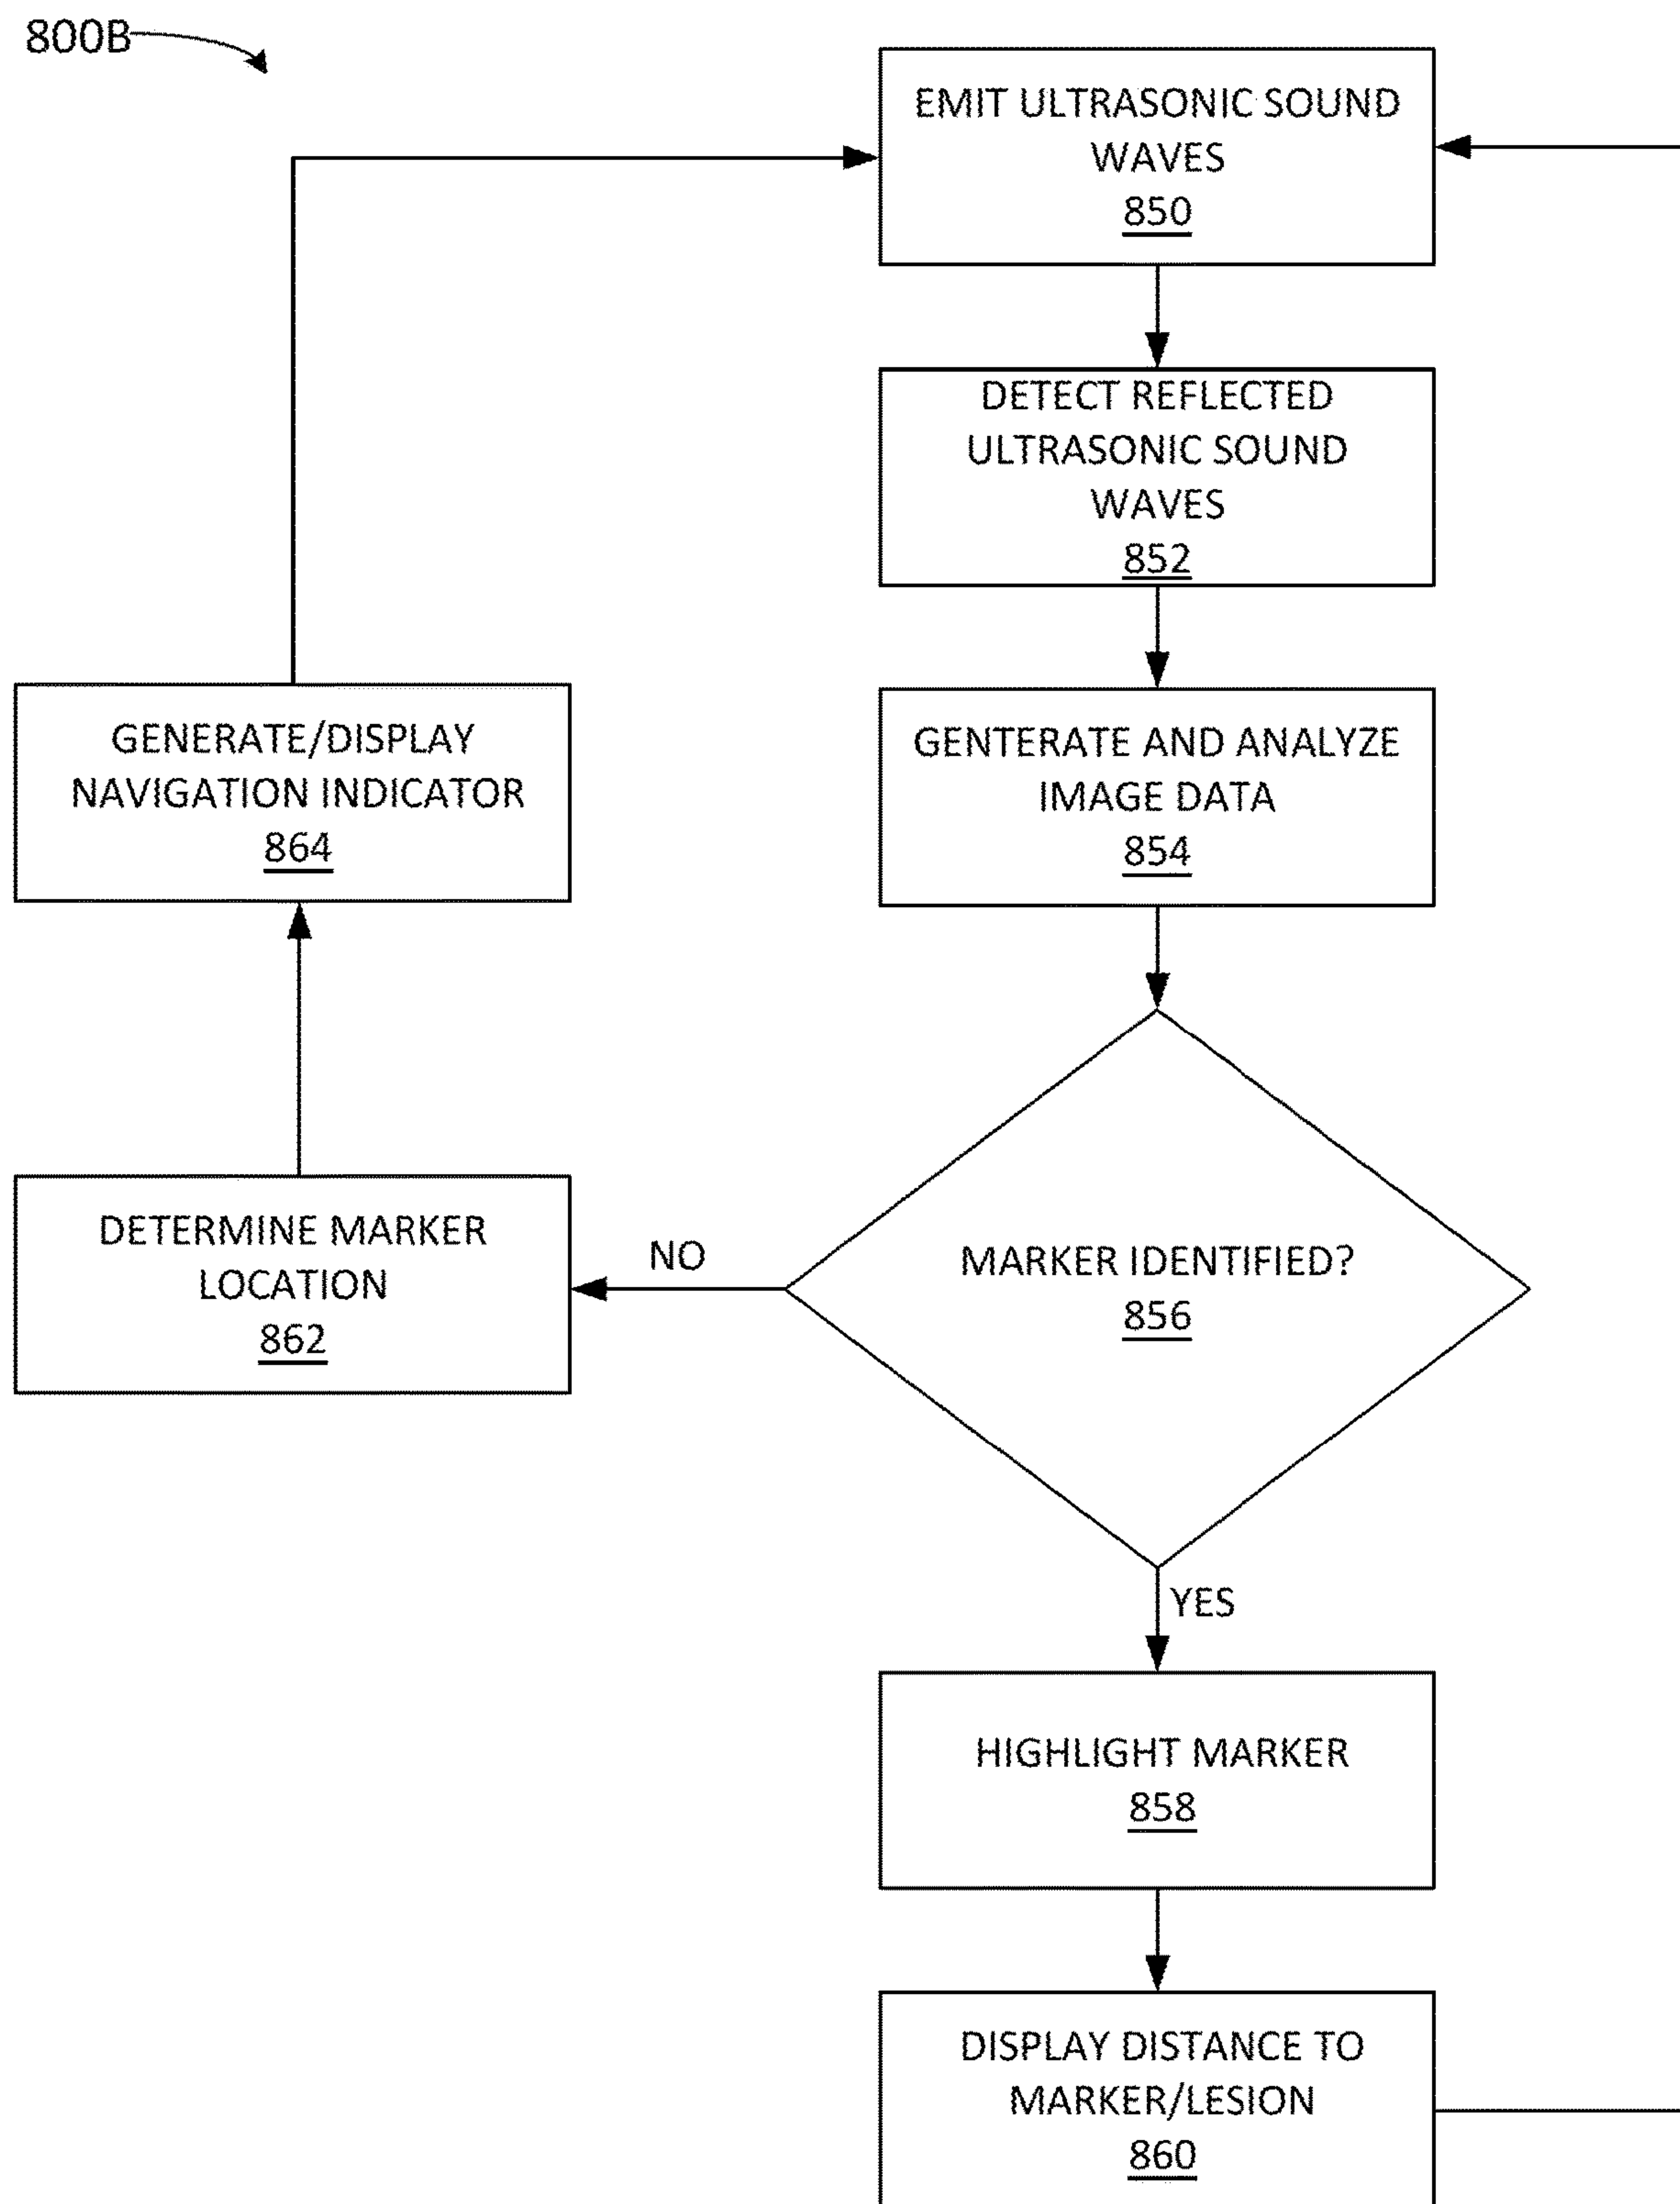 800B
EMIT ULTRASONIC SOUND
WAVES
850
DETECT REFLECTED
ULTRASONIC SOUND
WAVES
852
GENERATE/DISPLAY
NAVIGATION INDICATOR
864
GENTERATE AND ANALYZE
IMAGE DATA
854
DETERMINE MARKER
LOCATION
862
NO
MARKER IDENTIFIED?
856
YES
HIGHLIGHT MARKER
858
DISPLAY DISTANCE TO
MARKER/LESION
860